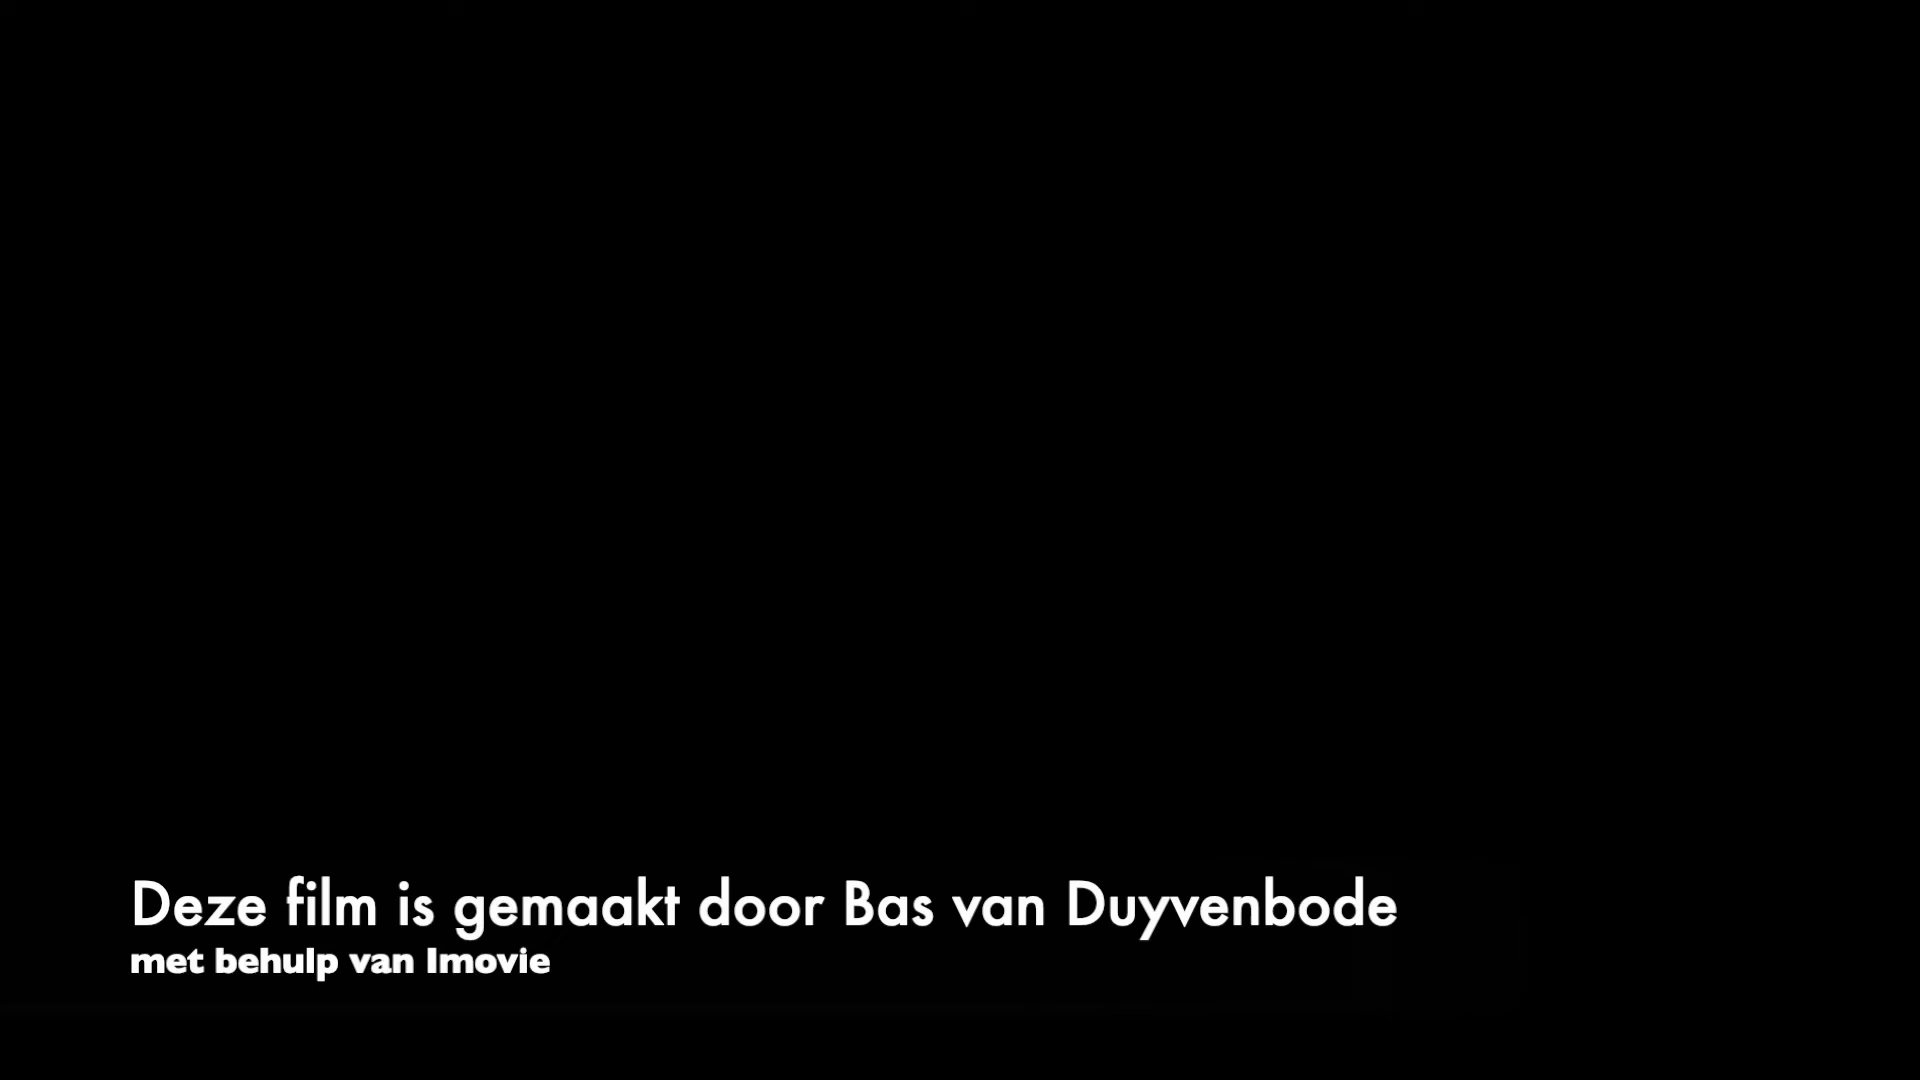 Deze film is gemaakt door Bas van Duyvenbode
met behulp van Imovie